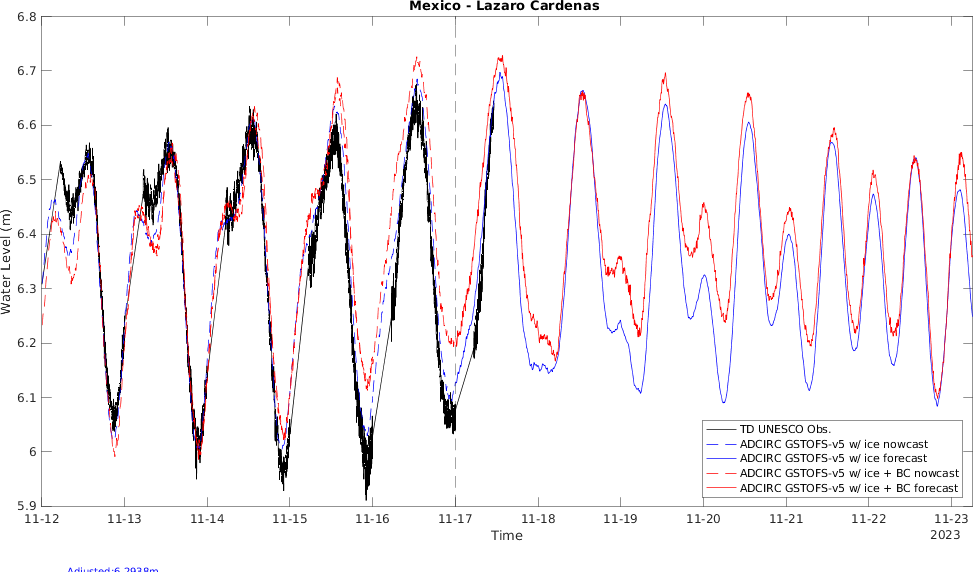 Mexico - Lazaro Cardenas
6.8
6.7
6.6
6.5
6.4
6.3
6.2
6.1
6
5.9
Water Level (m)
TD UNESCO Obs.
ADCIRC GSTOFS-v5 w/ ice nowcast
ADCIRC GSTOFS-v5 w/ ice forecast
ADCIRC GSTOFS-v5 w/ ice + BC nowcast
ADCIRC GSTOFS-v5 w/ ice + BC forecast
11-12 11-13 11-14 11-15 11-16 11-17 11-18 11-19 11-20 11-21 11-22 11-23
Time
2023
Adjusted:6.2938m